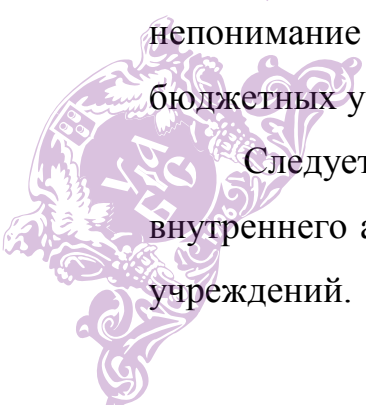 непонимание
бюджетных у
Следует
внутреннего а
учреждений.